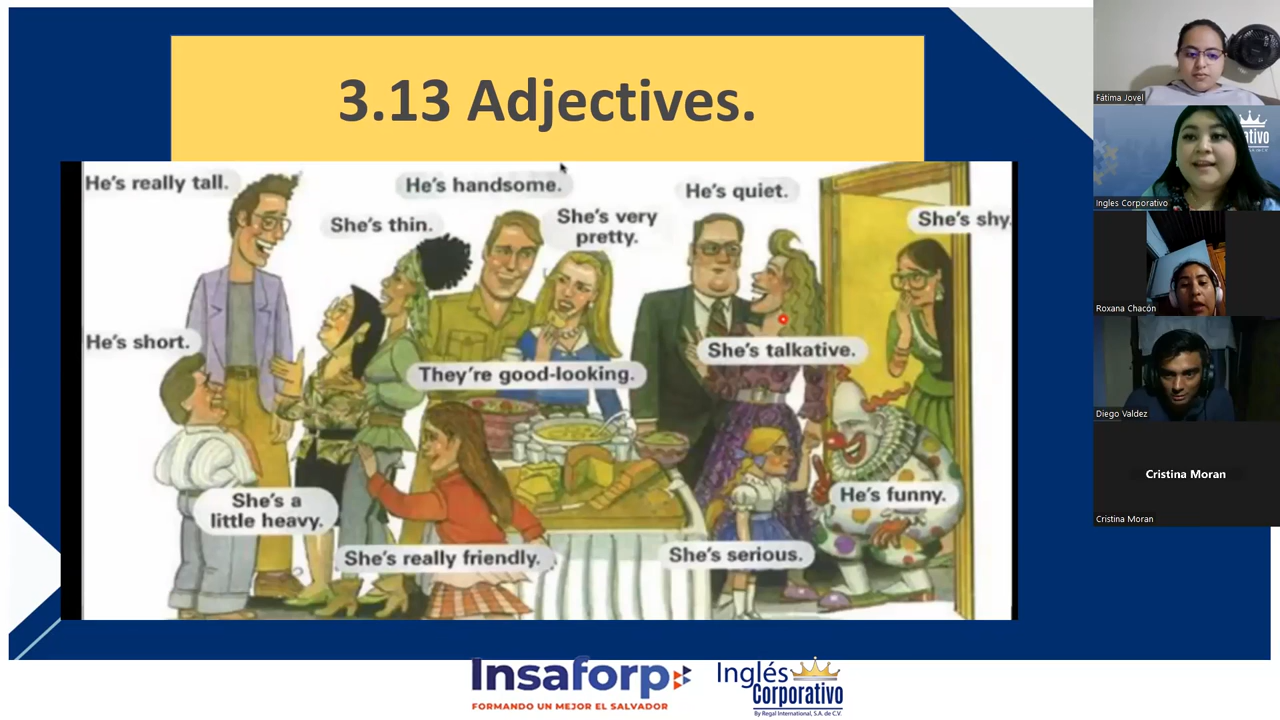 3.13 Adjectives.
He's really tall.
He's handsome.
He's quiet.
She's thin.
She's very
pretty.
She's shy.
He's short.
They're good-looking.
She's talkative.
She's a
little heavy.
He's funny.
She's really friendly.
She's serious.
Insaforp
FORMANDO UN MEJOR EL SALVADOR
Inglés
Corporativo
By Regal International, S.A. de C.V.
Fátima Jovel
Ingles Corporativo
Roxana Chacón
Diego Valdez
Cristina Moran
Cristina Moran